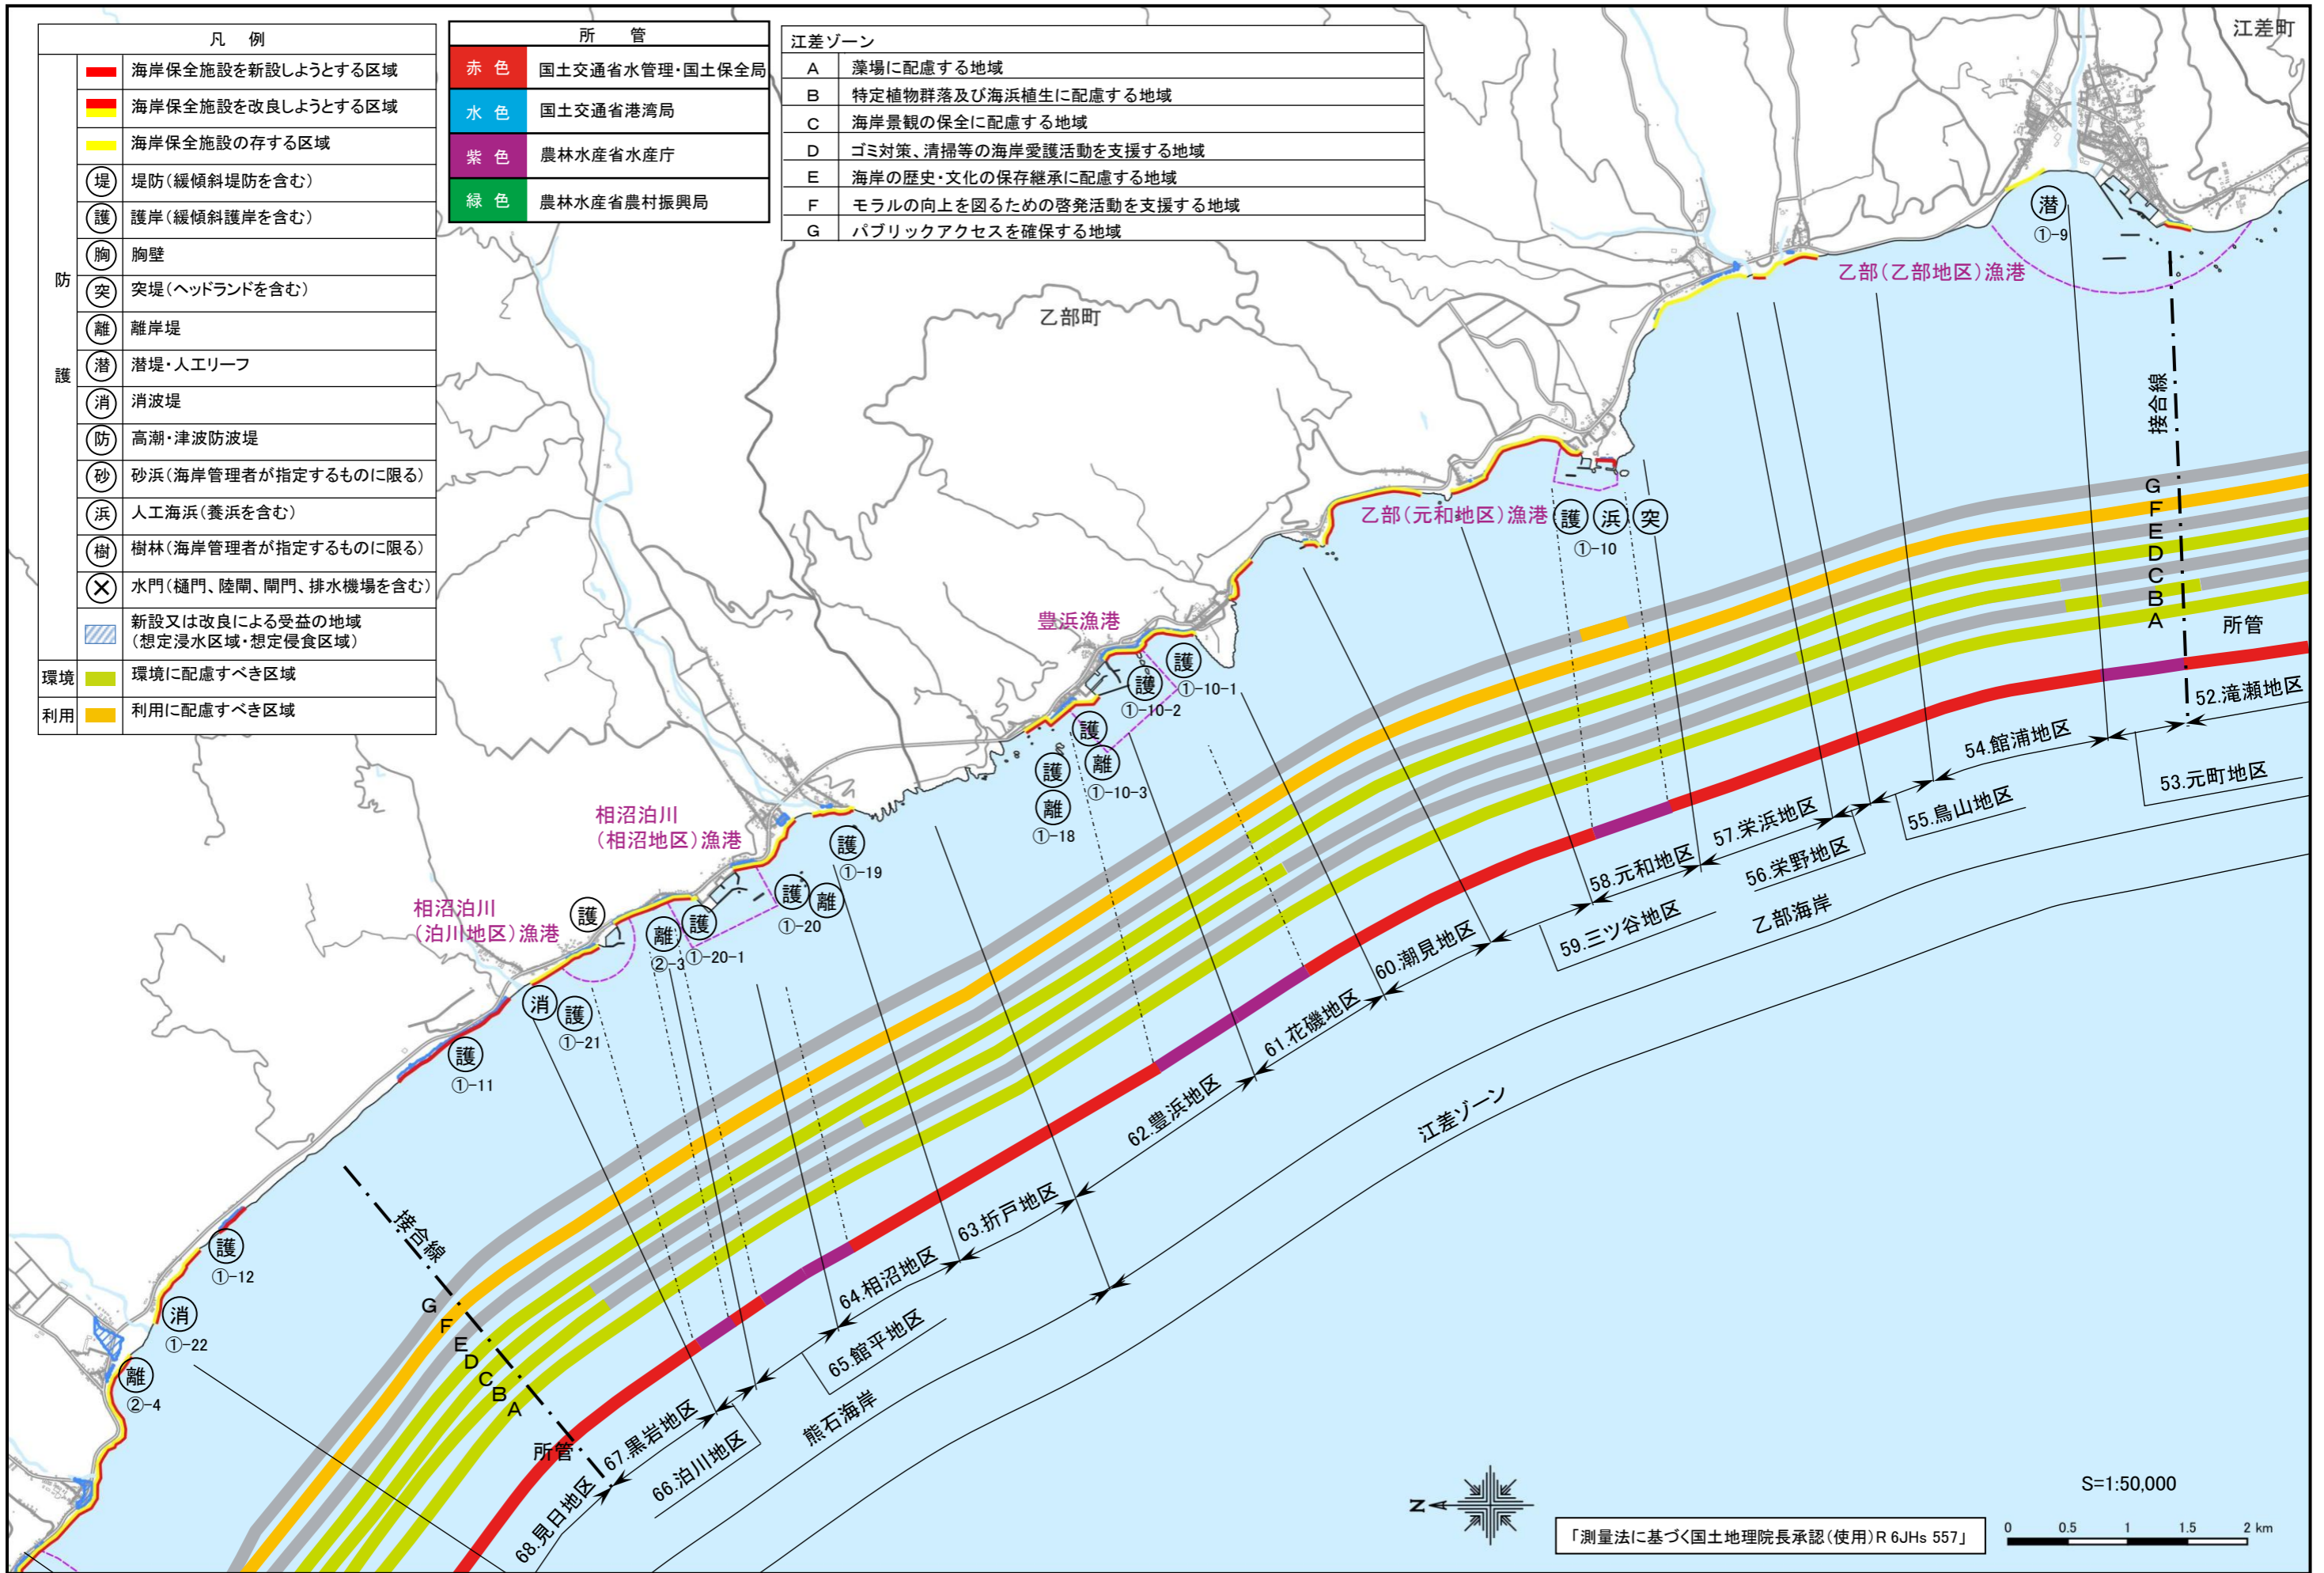 凡 例
防護
海岸保全施設を新設しようとする区域
海岸保全施設を改良しようとする区域
海岸保全施設の存する区域
堤 堤防(緩傾斜堤防を含む)
護 護岸(緩傾斜護岸を含む)
胸 胸壁
突 突堤(ヘッドランドを含む)
離 離岸堤
潜 潜堤・人工リーフ
消 消波堤
防 高潮・津波防波堤
砂 砂浜(海岸管理者が指定するものに限る)
浜 人工海浜(養浜を含む)
樹 樹林(海岸管理者が指定するものに限る)
水門(樋門、陸閘、閘門、排水機場を含む)
新設又は改良による受益の地域
(想定浸水区域・想定侵食区域)
環境 環境に配慮すべき区域
利用 利用に配慮すべき区域
所 管
赤 色 国土交通省水管理・国土保全局
水 色 国土交通省港湾局
紫 色 農林水産省水産庁
緑 色 農林水産省農村振興局
江差ゾーン
A 藻場に配慮する地域
B 特定植物群落及び海浜植生に配慮する地域
C 海岸景観の保全に配慮する地域
D ゴミ対策、清掃等の海岸愛護活動を支援する地域
E 海岸の歴史・文化の保存継承に配慮する地域
F モラルの向上を図るための啓発活動を支援する地域
G パブリックアクセスを確保する地域
江差町
潜
①-9
乙部(乙部地区)漁港
乙部町
接合線
乙部(元和地区)漁港
護 浜 突
①-10
G
F
E
D
C
B
A
所管
豊浜漁港
護
①-10-1
護
①-10-2
護
離
①-10-3
護
離
①-18
相沼泊川
(相沼地区)漁港
護
①-19
護 離
①-20
相沼泊川
(泊川地区)漁港
護
離 護
②-3 ①-20-1
消 護
①-21
護
①-11
護
①-12
消
①-22
離
②-4
接合線
G
F
E
D
C
B
A
所管
52.滝瀬地区
53.元町地区
54.館浦地区
55.鳥山地区
56.栄野地区
57.栄浜地区
58.元和地区
59.三ツ谷地区
60.潮見地区
61.花磯地区
62.豊浜地区
63.折戸地区
64.相沼地区
65.館平地区
66.泊川地区
67.黒岩地区
68.見日地区
乙部海岸
江差ゾーン
熊石海岸
N
「測量法に基づく国土地理院長承認(使用)R 6JHs 557」
S=1:50,000
0 0.5 1 1.5 2 km